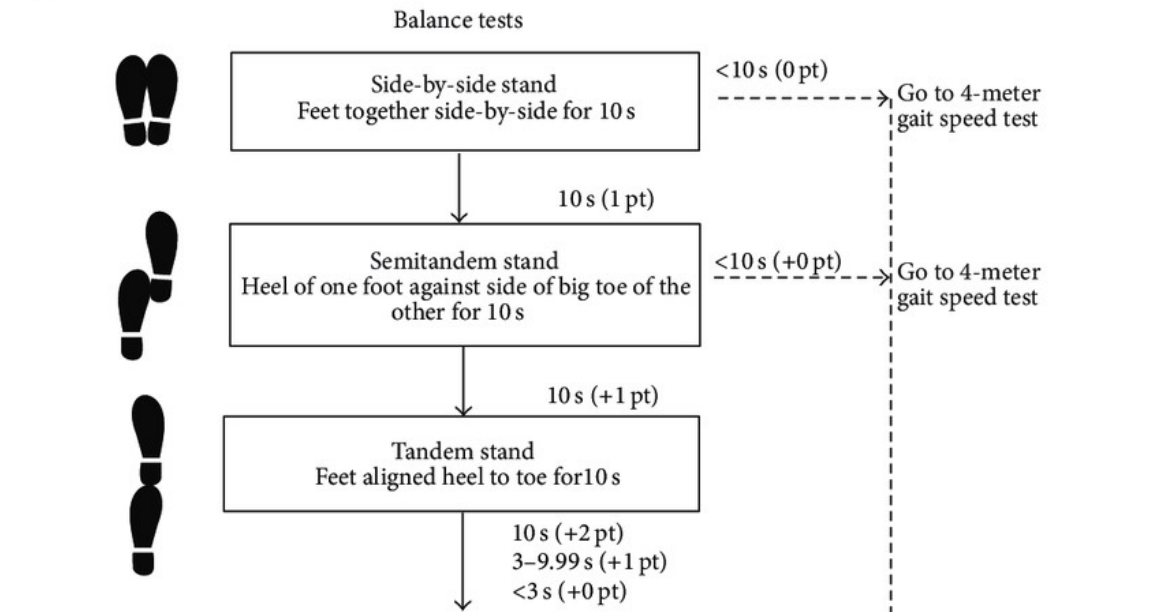 Balance tests
Side-by-side stand
Feet together side-by-side for 10 s
<10 s (0 pt)
Go to 4-meter
gait speed test
10 s (1 pt)
Semitandem stand
Heel of one foot against side of big toe of the
other for 10 s
<10 s (+0 pt)
Go to 4-meter
gait speed test
10 s (+1 pt)
Tandem stand
Feet aligned heel to toe for10 s
10 s (+2 pt)
3–9.99 s (+1 pt)
<3 s (+0 pt)